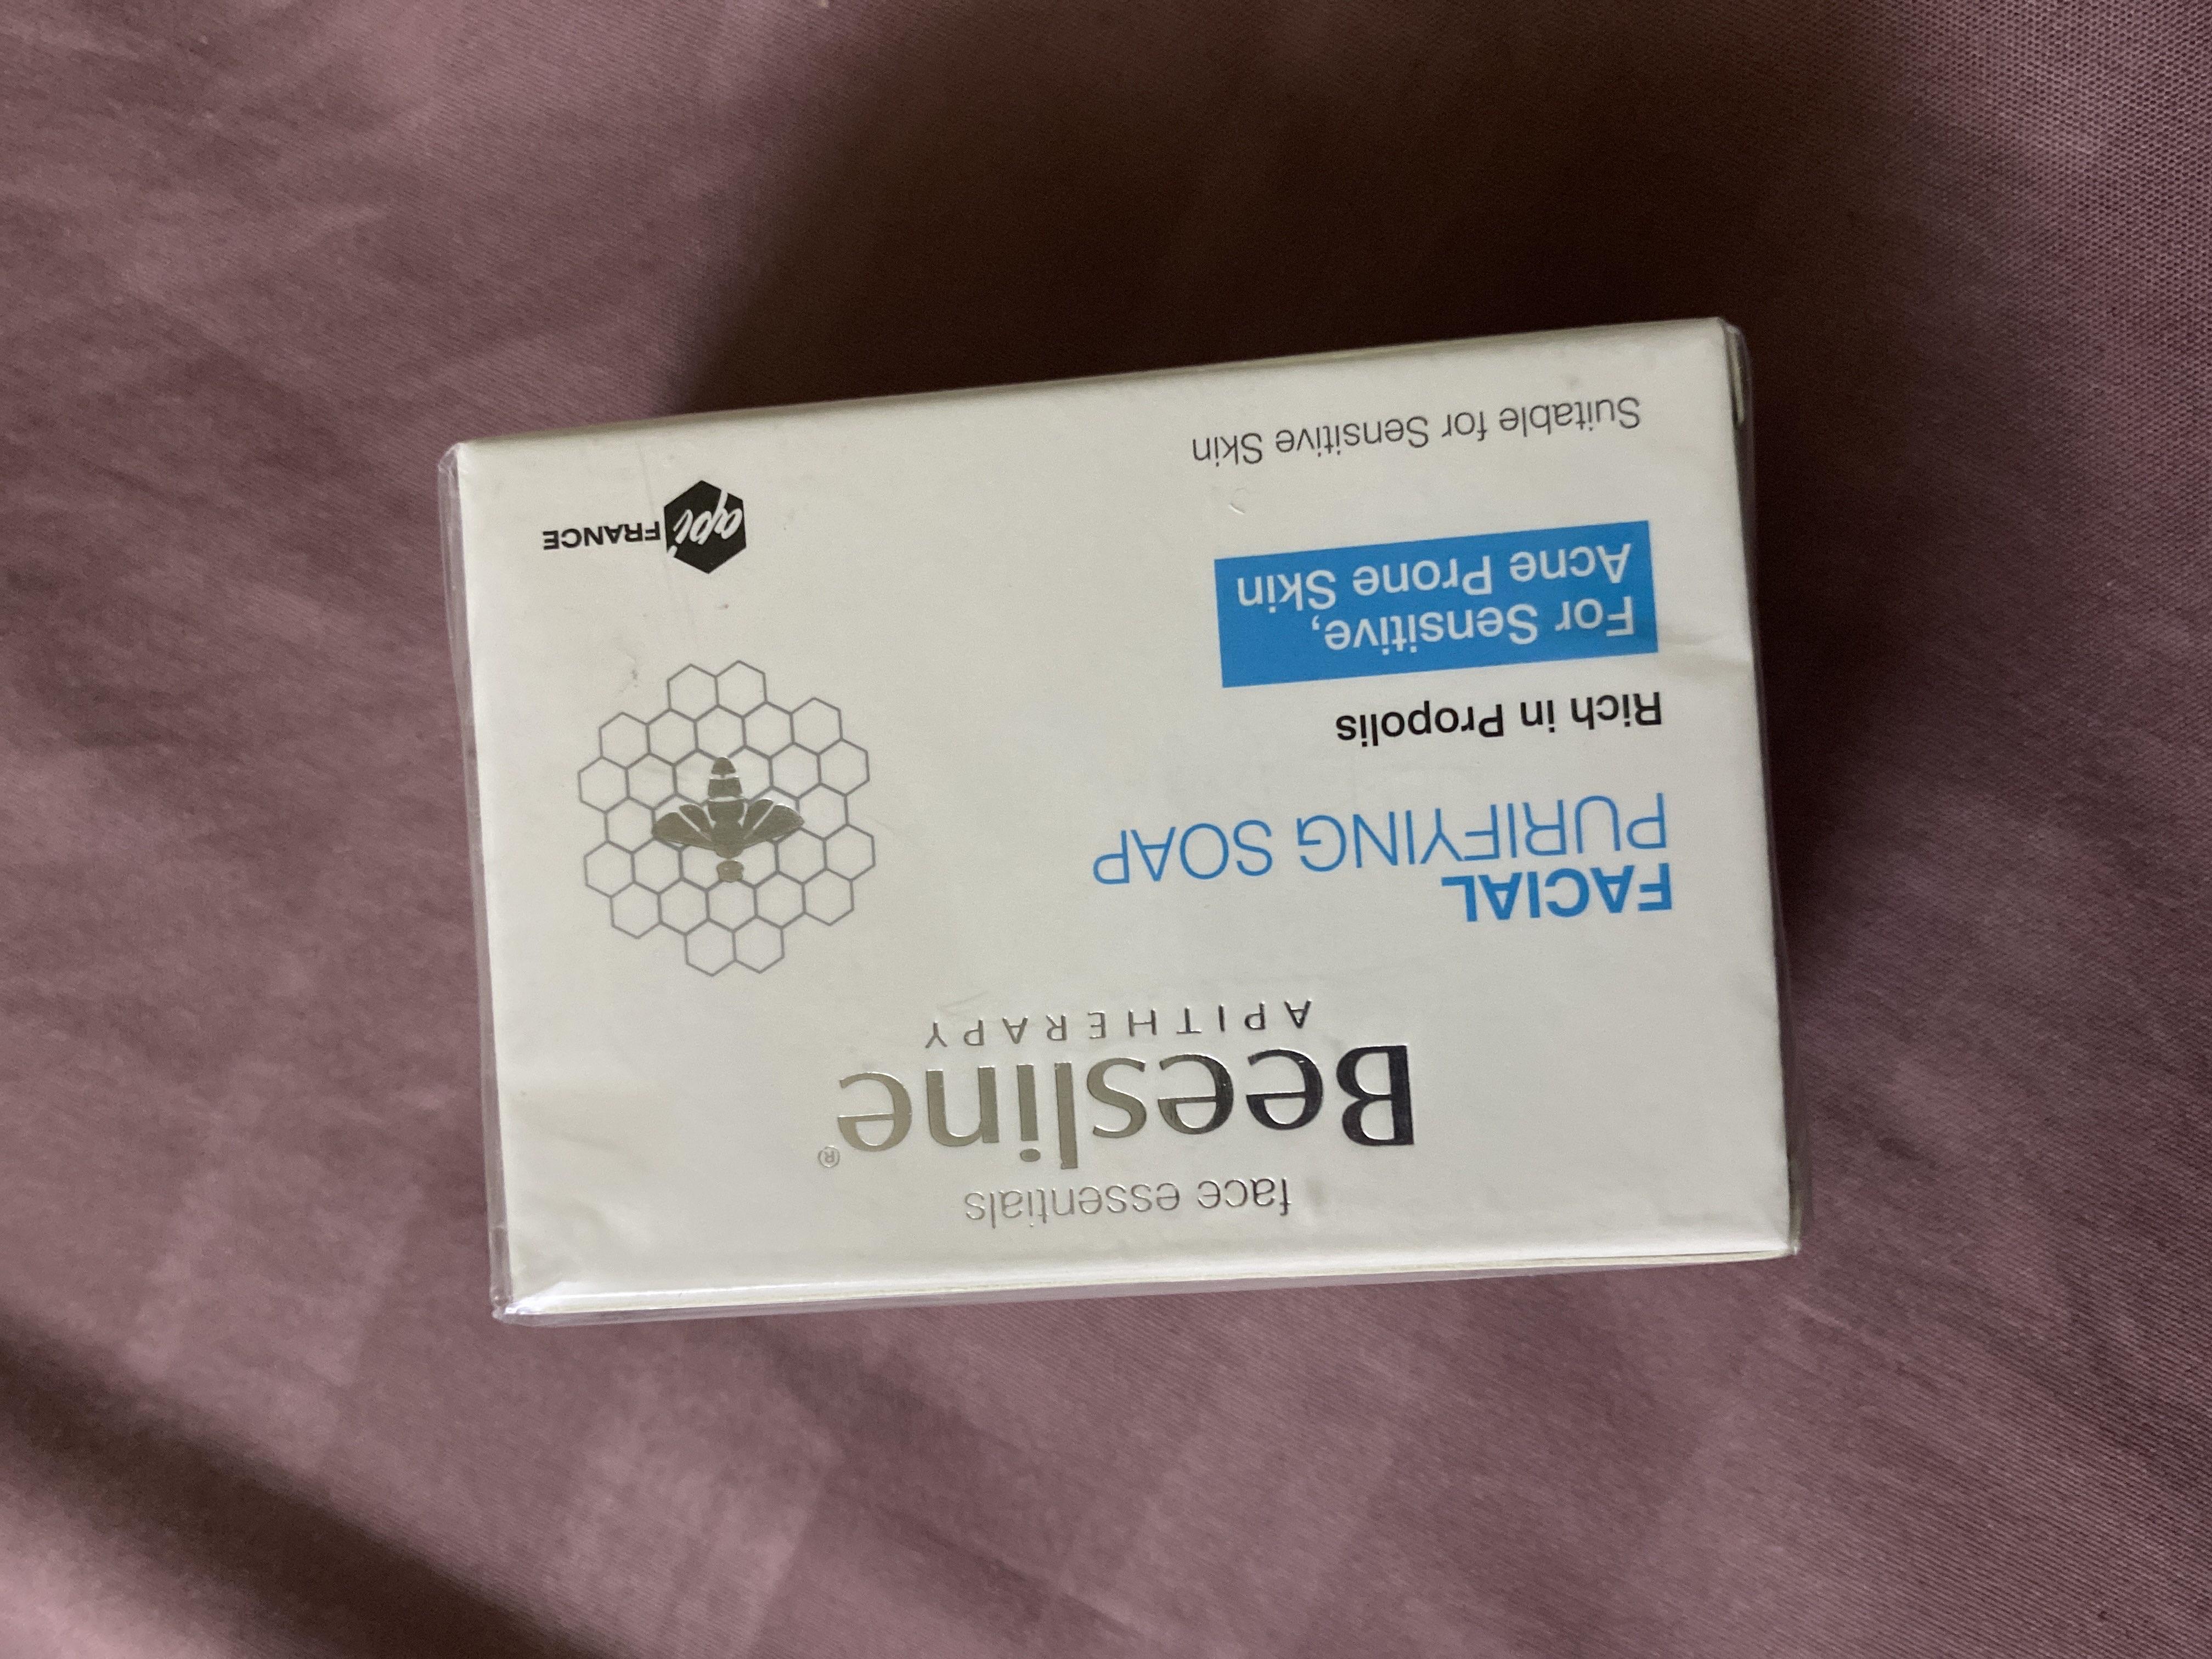 face essentials
Beesline®
APITHERAPY
FACIAL
PURIFYING SOAP
Rich in Propolis
For Sensitive,
Acne Prone Skin
Suitable for Sensitive Skin
api FRANCE